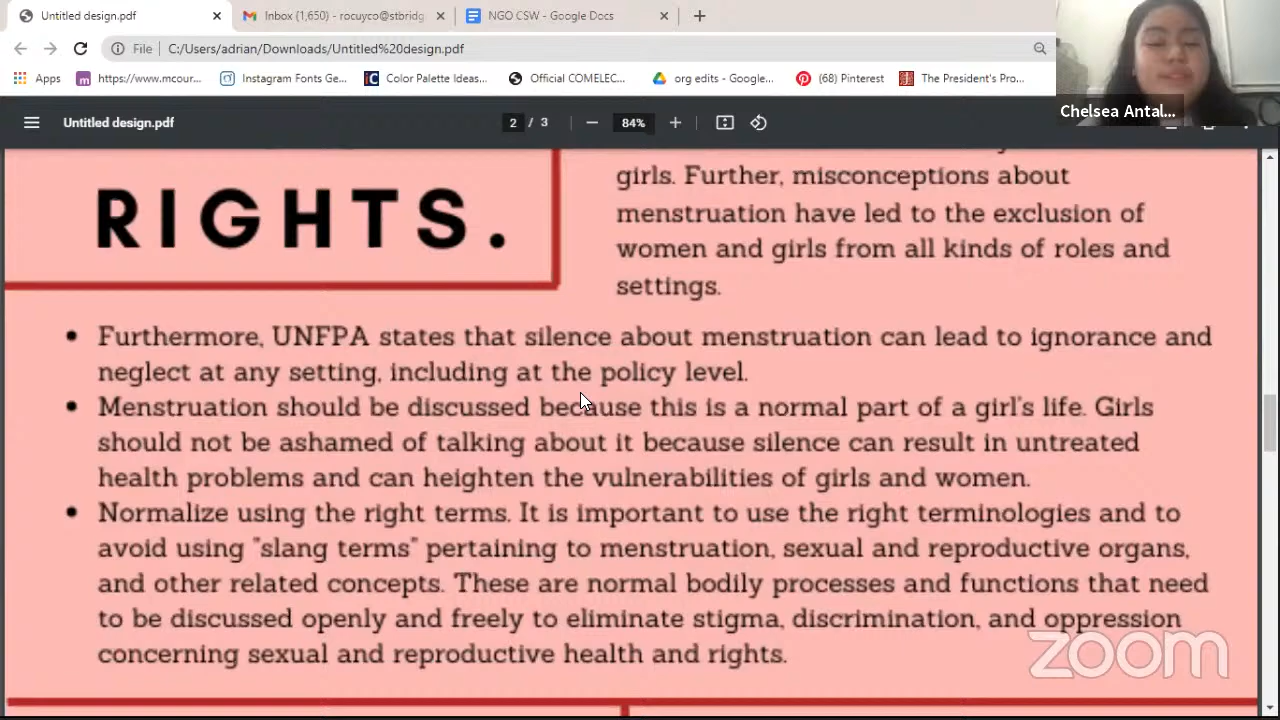 Untitled design.pdf
Inbox (1,650) - rocuyco@stbridg
NGO CSW - Google Docs
File
C:/Users/adrian/Downloads/Untitled%20design.pdf
Apps
https://www.mcour...
Instagram Fonts Ge...
Color Palette Ideas...
Official COMELEC...
org edits - Google...
(68) Pinterest
The President's Pro...
Chelsea Antal...
Untitled design.pdf
2 / 3
84%
RIGHTS.
girls. Further, misconceptions about
menstruation have led to the exclusion of
women and girls from all kinds of roles and
settings.
• Furthermore, UNFPA states that silence about menstruation can lead to ignorance and
neglect at any setting, including at the policy level.
• Menstruation should be discussed because this is a normal part of a girl's life. Girls
should not be ashamed of talking about it because silence can result in untreated
health problems and can heighten the vulnerabilities of girls and women.
• Normalize using the right terms. It is important to use the right terminologies and to
avoid using "slang terms" pertaining to menstruation, sexual and reproductive organs,
and other related concepts. These are normal bodily processes and functions that need
to be discussed openly and freely to eliminate stigma, discrimination, and oppression
concerning sexual and reproductive health and rights.
zoom